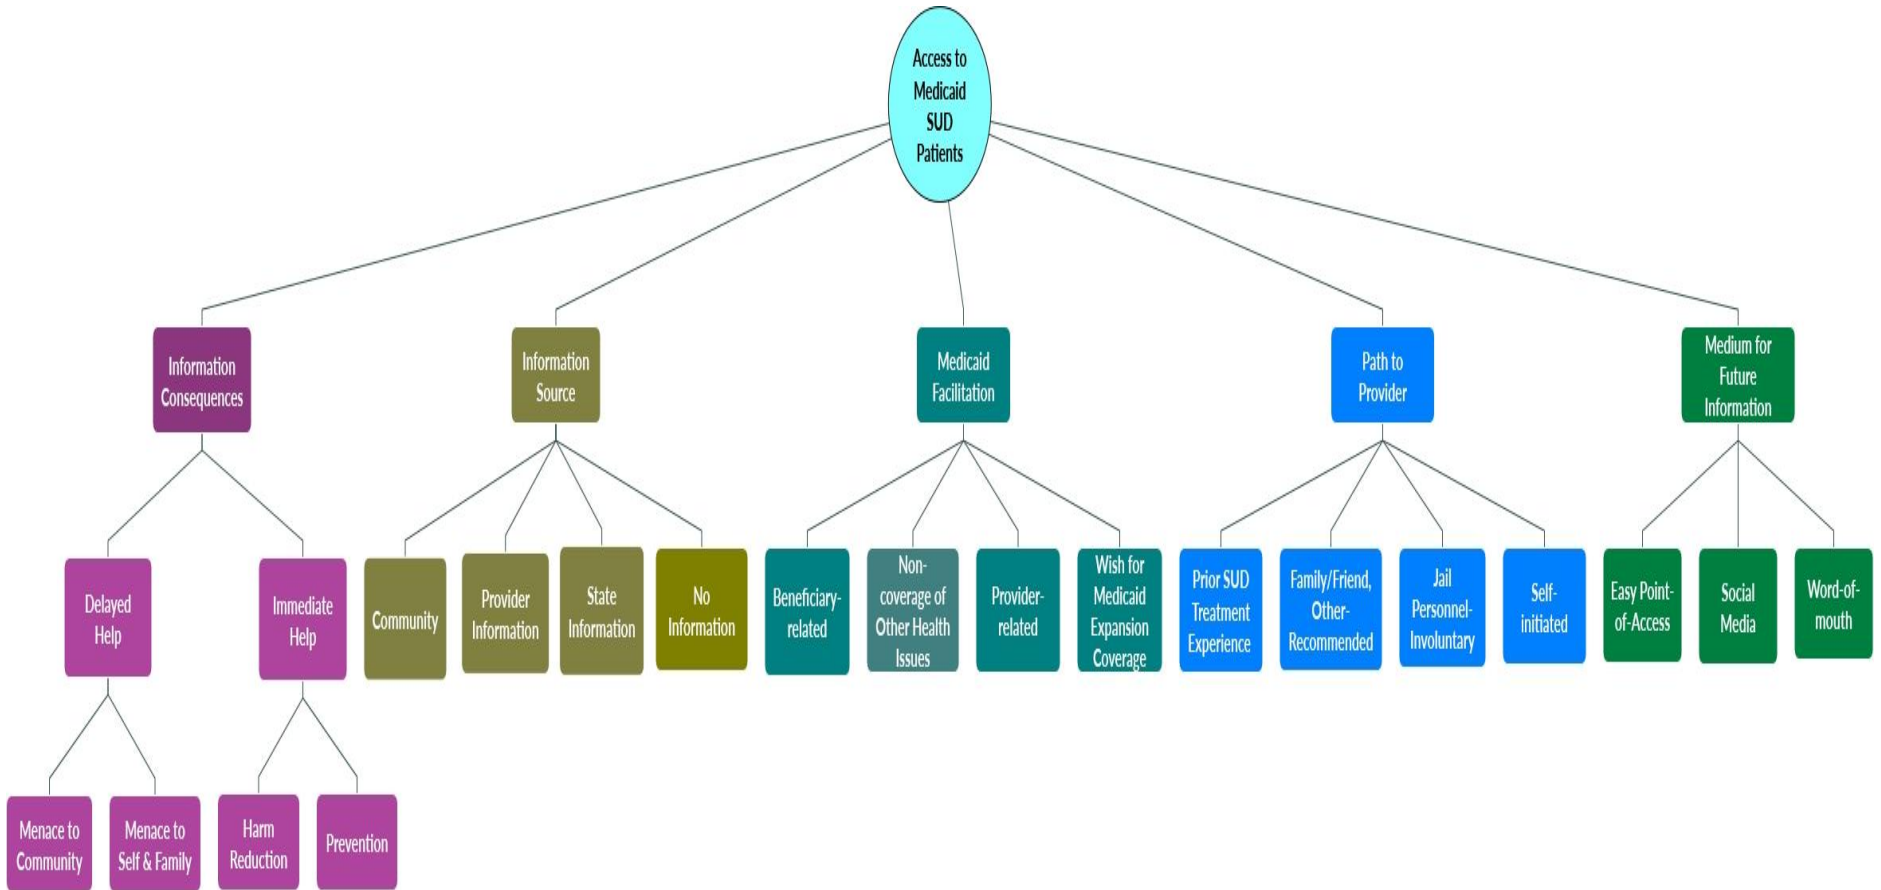 Access to
Medicaid
SUD
Patients
Information
Consequences
Information
Source
Medicaid
Facilitation
Path to
Provider
Medium for
Future
Information
Delayed
Help
Immediate
Help
Community
Provider
Information
State
Information
No
Information
Beneficiary-
related
Non-
coverage of
Other Health
Issues
Provider-
related
Wish for
Medicaid
Expansion
Coverage
Prior SUD
Treatment
Experience
Family/Friend,
Other-
Recommended
Jail
Personnel-
Involuntary
Self-
initiated
Easy Point-
of-Access
Social
Media
Word-of-
mouth
Menace to
Community
Menace to
Self & Family
Harm
Reduction
Prevention